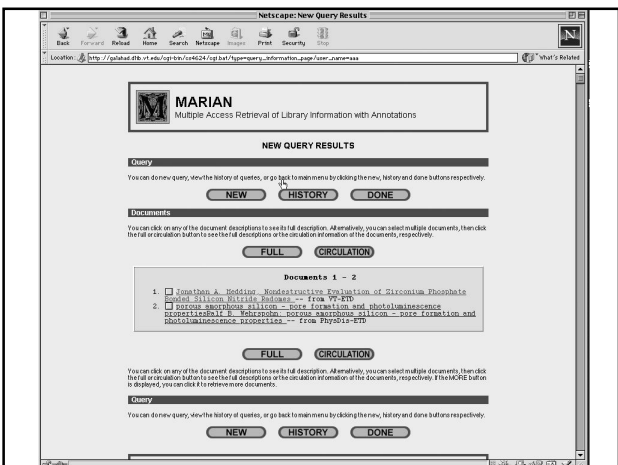 Netscape: New Query Results
Back Forward Reload Home Search Netscape Images Print Security Stop
Location: http://galahad.dlib.vt.edu/cgi-bin/cs4624/cgi.bat/type=query_information_page/user_name=aaa What's Related
MARIAN
Multiple Access Retrieval of Library Information with Annotations
NEW QUERY RESULTS
Query
You can do new query, view the history of queries, or go back to main menu by clicking the new, history and done buttons respectively.
NEW HISTORY DONE
Documents
You can click on any of the document descriptions to see its full description. Alternatively, you can select multiple documents, then click
the full or circulation button to see the full descriptions or the circulation information of the documents, respectively.
FULL CIRCULATION
Documents 1 - 2
1. Jonathan A. Hedding. Nondestructive Evaluation of Zirconium Phosphate
Bonded Silicon Nitride Radomes -- from VT-ETD
2. porous amorphous silicon - pore formation and photoluminescence
propertiesRalf B. Wehrspohn: porous amorphous silicon - pore formation and
photoluminescence properties -- from PhysDis-ETD
FULL CIRCULATION
You can click on any of the document descriptions to see its full description. Alternatively, you can select multiple documents, then click
the full or circulation button to see the full descriptions or the circulation information of the documents, respectively. If the MORE button
is displayed, you can click it to retrieve more documents.
Query
You can do new query, view the history of queries, or go back to main menu by clicking the new, history and done buttons respectively.
NEW HISTORY DONE